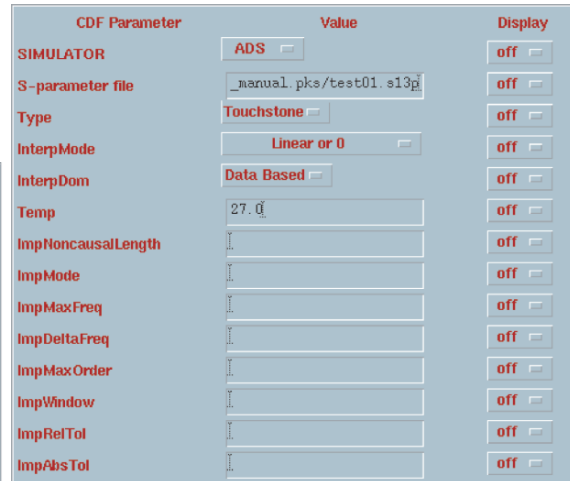 CDF Parameter Value Display
SIMULATOR ADS off
S-parameter file _manual.pks/test01.s13p off
Type Touchstone off
InterpMode Linear or 0 off
InterpDom Data Based off
Temp 27.0 off
ImpNoncausalLength off
ImpMode off
ImpMaxFreq off
ImpDeltaFreq off
ImpMaxOrder off
ImpWindow off
ImpRelTol off
ImpAbsTol off